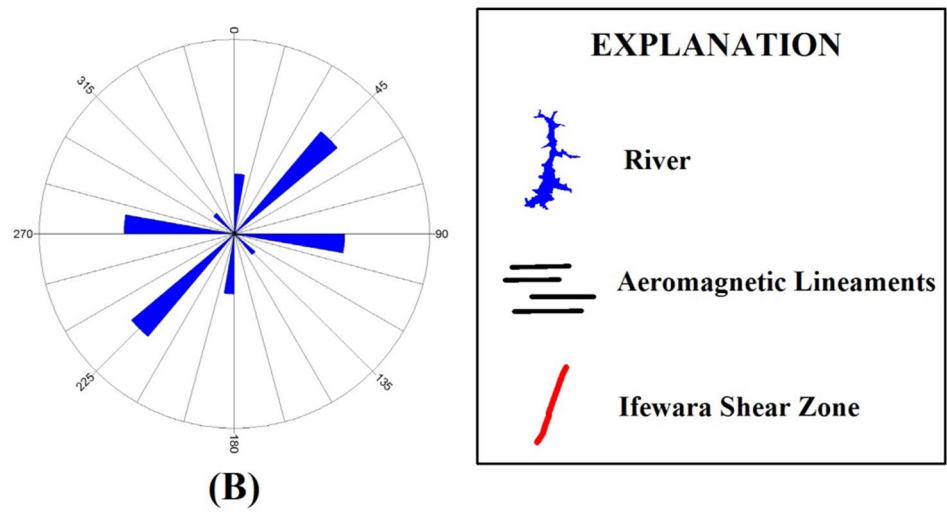 0
45
90
135
180
225
270
315
(B)
EXPLANATION
River
Aeromagnetic Lineaments
Ifewara Shear Zone